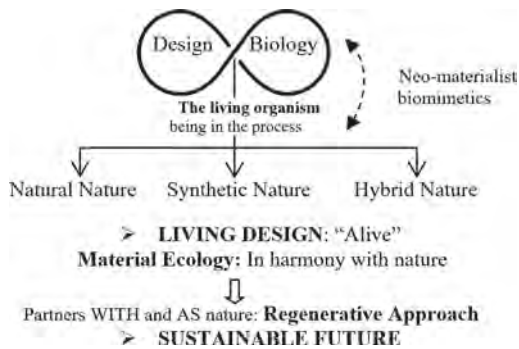 Design Biology
Neo-materialist
biomimetics
The living organism
being in the process
Natural Nature Synthetic Nature Hybrid Nature
➢ LIVING DESIGN: “Alive”
Material Ecology: In harmony with nature
Partners WITH and AS nature: Regenerative Approach
➢ SUSTAINABLE FUTURE